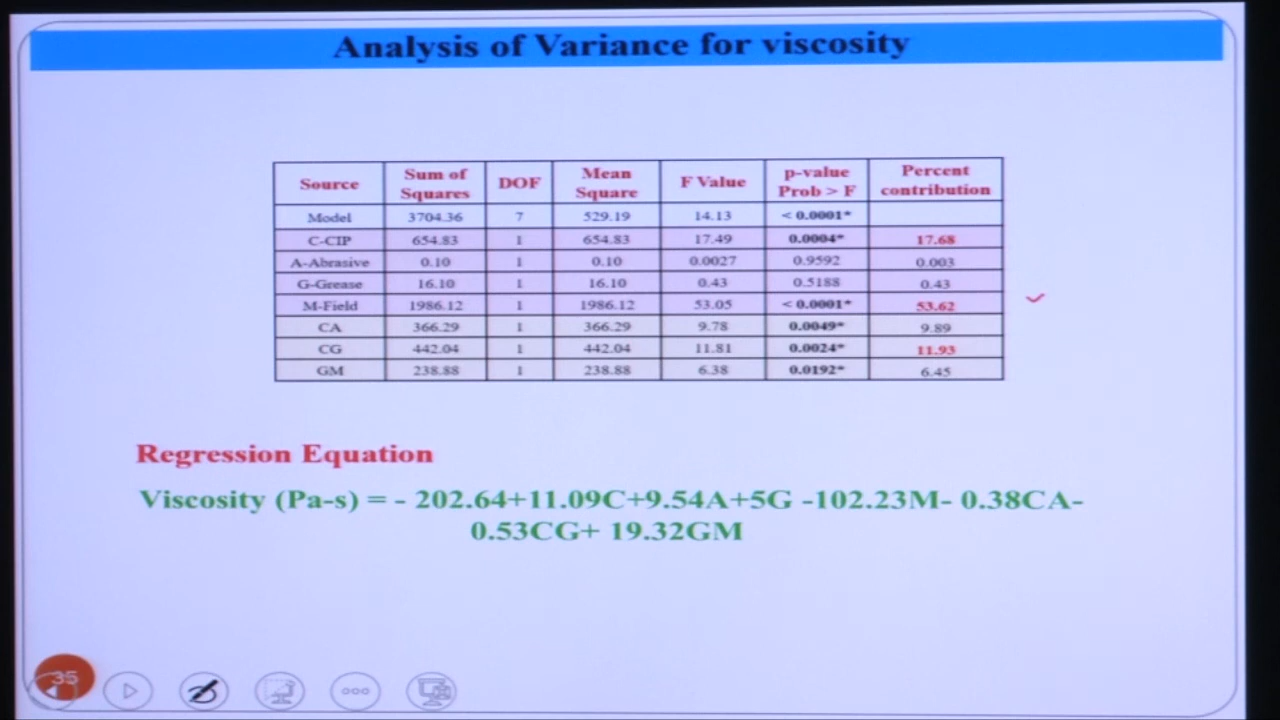 Analysis of Variance for viscosity
Source Sum of Squares DOF Mean Square F Value p-value Prob > F Percent contribution
Model 3704.36 7 529.19 14.13 < 0.0001*
C-CIP 654.83 1 654.83 17.49 0.0004* 17.68
A-Abrasive 0.10 1 0.10 0.0027 0.9592 0.003
G-Grease 16.10 1 16.10 0.43 0.5188 0.43
M-Field 1986.12 1 1986.12 53.05 < 0.0001* 53.62
CA 366.29 1 366.29 9.78 0.0049* 9.89
CG 442.04 1 442.04 11.81 0.0024* 11.93
GM 238.88 1 238.88 6.38 0.0192* 6.45
Regression Equation
Viscosity (Pa-s) = - 202.64+11.09C+9.54A+5G -102.23M- 0.38CA-
0.53CG+ 19.32GM
35